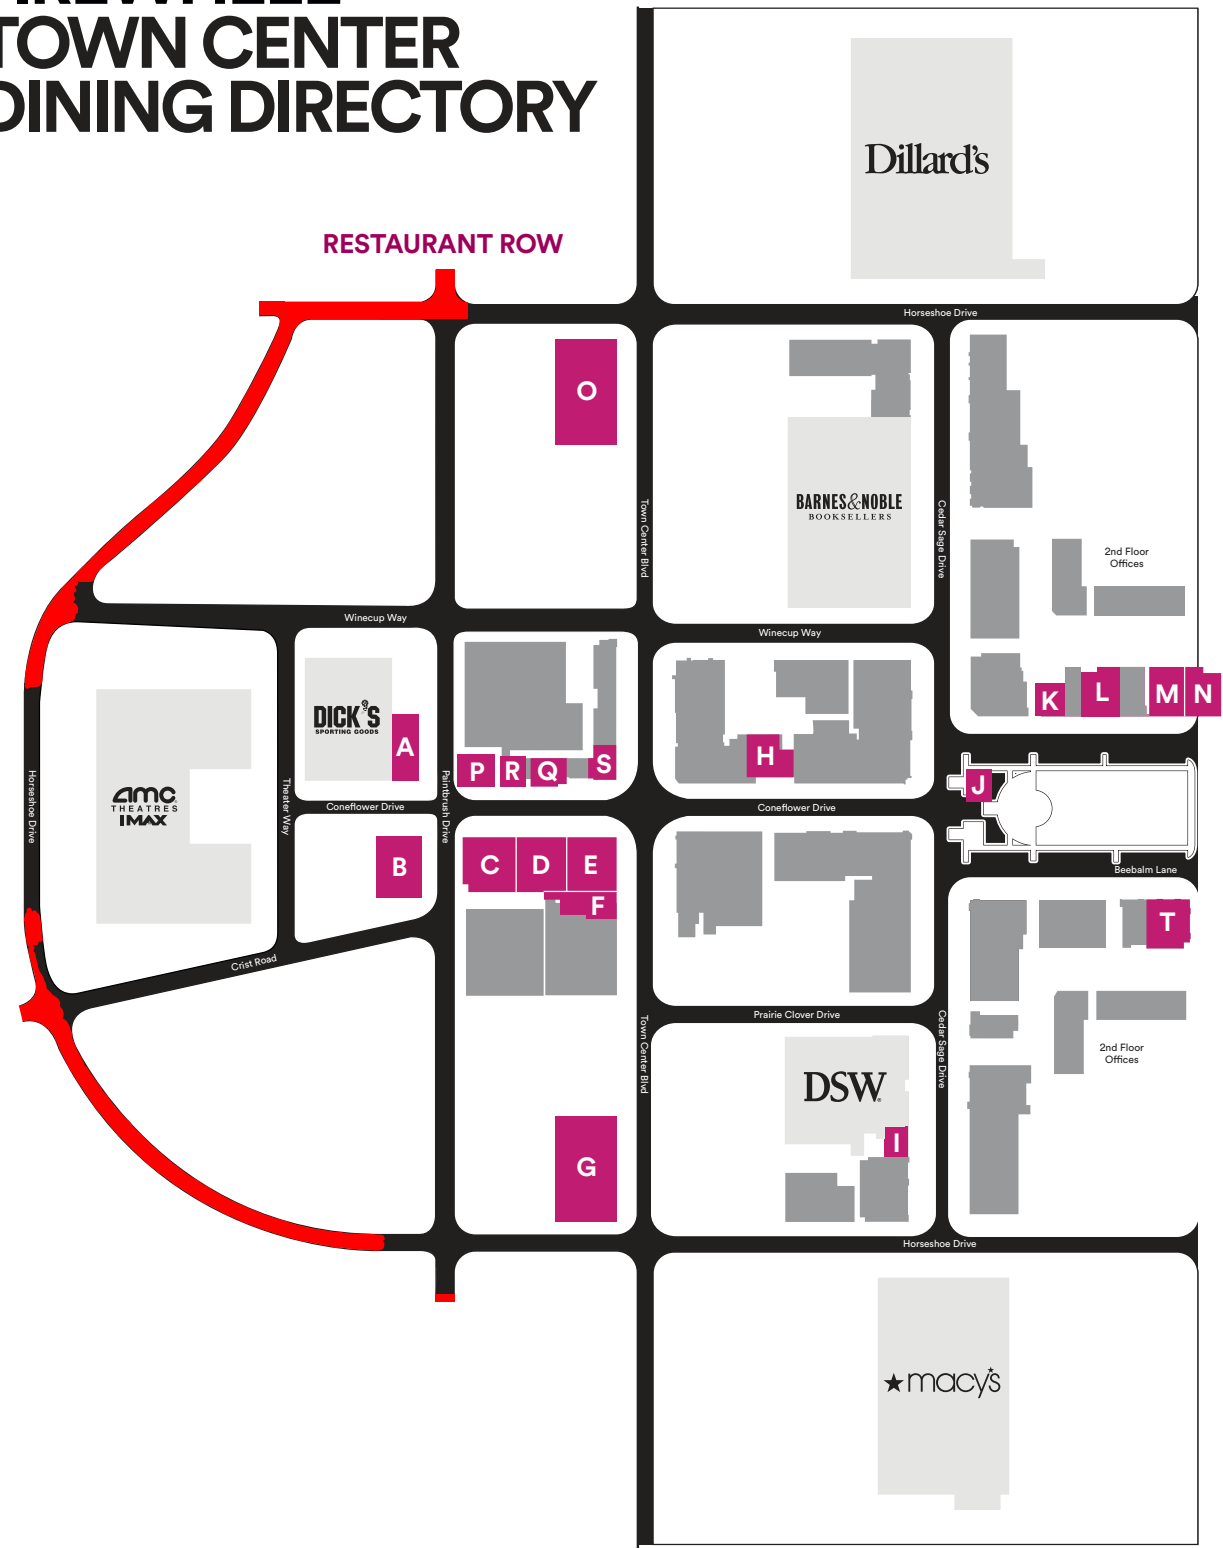 TOWN CENTER
DINING DIRECTORY
RESTAURANT ROW
Dillard's
Horseshoe Drive
O
BARNES&NOBLE
BOOKSELLERS
Town Center Blvd
Cedar Sage Drive
2nd Floor
Offices
Winecup Way
Winecup Way
DICK'S
SPORTING GOODS
A
K
L
M
N
P
R
Q
S
H
J
AMC
THEATRES
IMAX
Horseshoe Drive
Theater Way
Coneflower Drive
Paintbrush Drive
Coneflower Drive
B
C
D
E
F
Beebalm Lane
T
Crist Road
Prairie Clover Drive
Town Center Blvd
Cedar Sage Drive
2nd Floor
Offices
DSW
I
G
Horseshoe Drive
★macy's